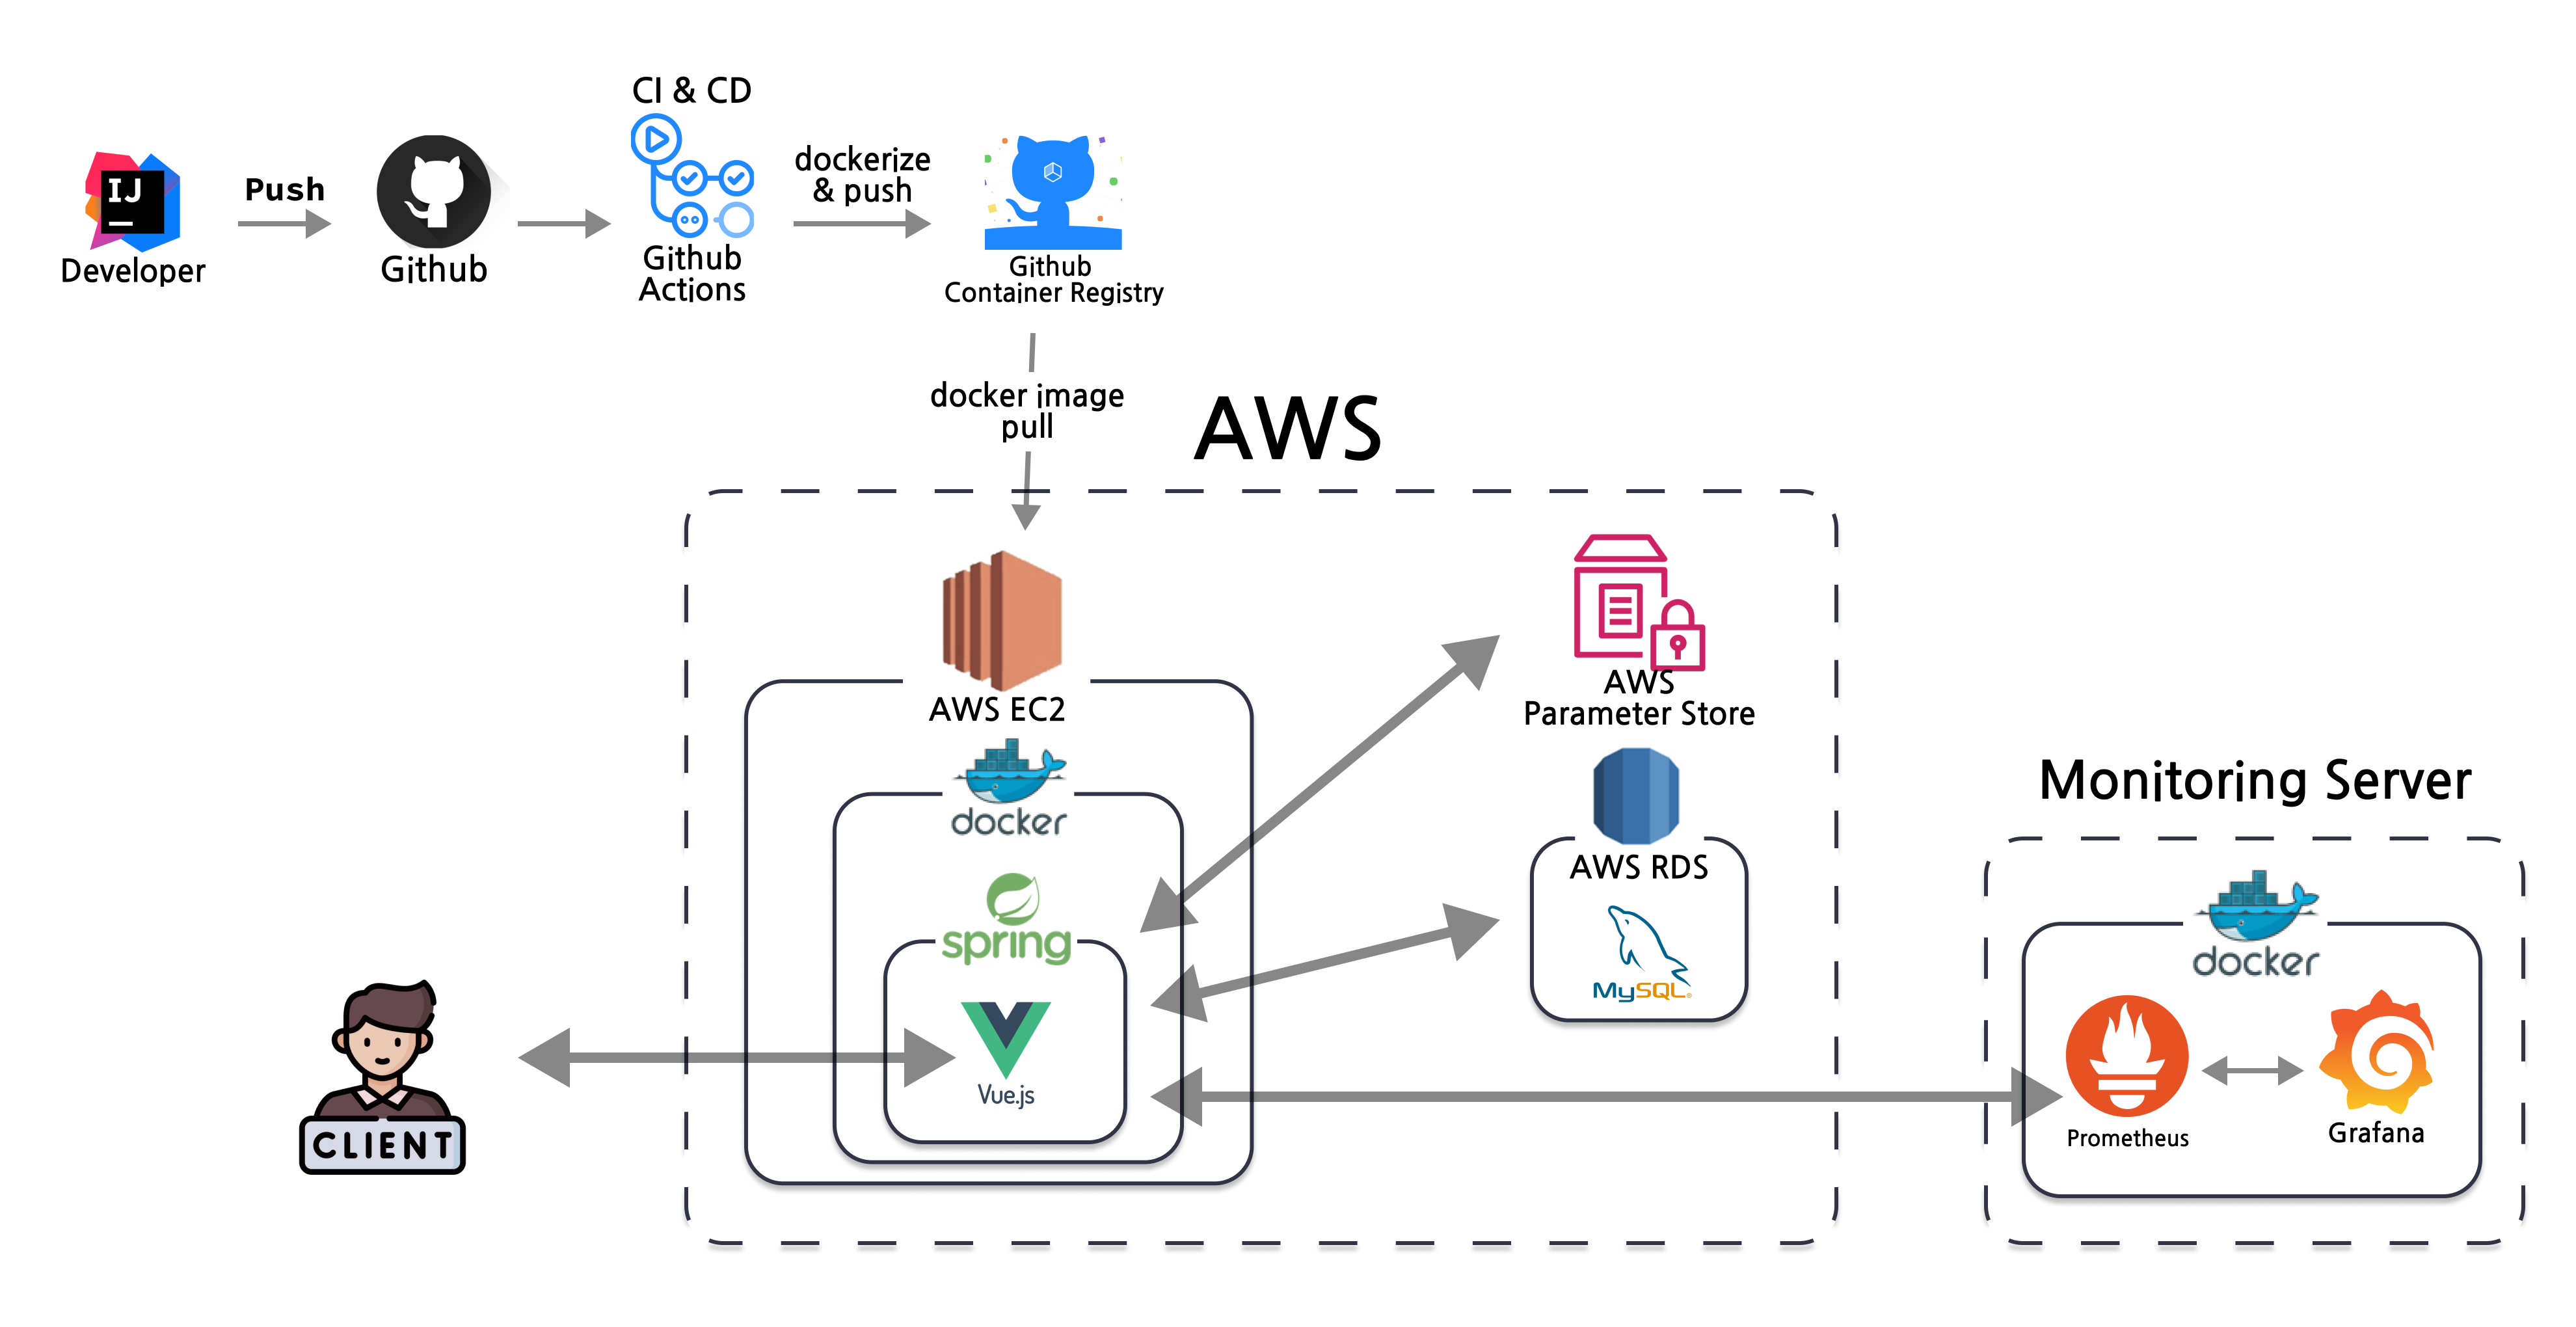 CI & CD
IJ
Push
dockerize
& push
Developer
Github
Github
Actions
Github
Container Registry
docker image
pull
AWS
AWS EC2
docker
spring
Vue.js
CLIENT
AWS
Parameter Store
AWS RDS
MySQL®
Monitoring Server
docker
Prometheus
Grafana